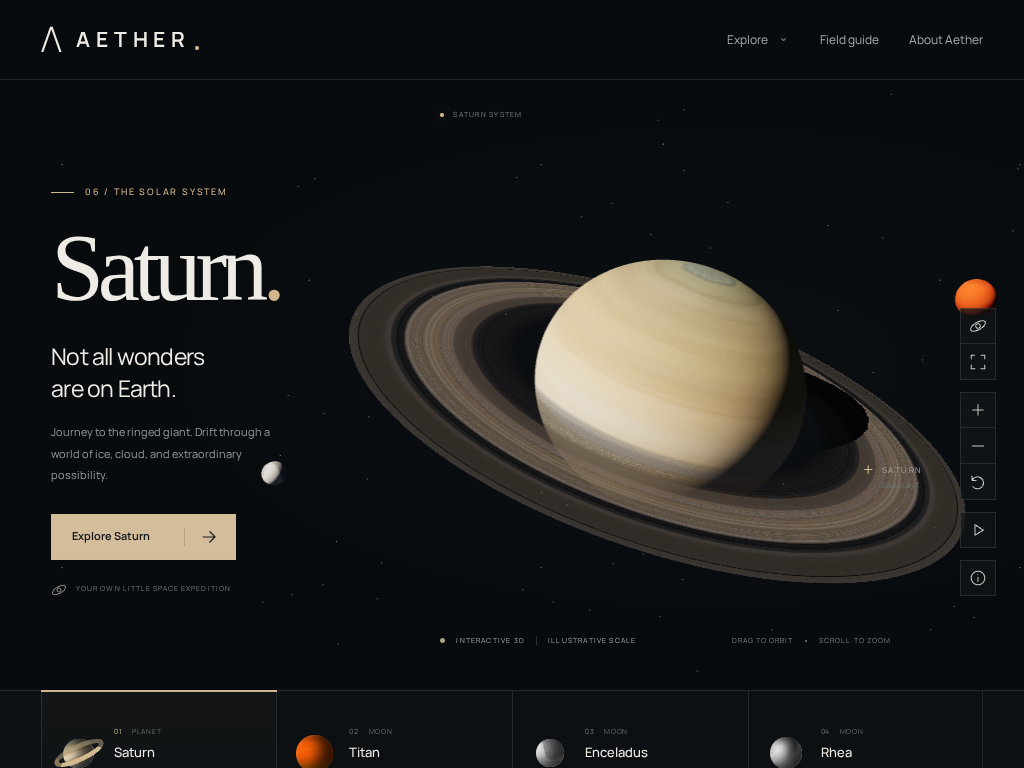 AETHER.
Explore
Field guide
About Aether
SATURN SYSTEM
06 / THE SOLAR SYSTEM
Saturn.
Not all wonders
are on Earth.
Journey to the ringed giant. Drift through a
world of ice, cloud, and extraordinary
possibility.
SATURN
Explore Saturn
YOUR OWN LITTLE SPACE EXPEDITION
INTERACTIVE 3D
ILLUSTRATIVE SCALE
DRAG TO ORBIT • SCROLL TO ZOOM
01 PLANET
Saturn
02 MOON
Titan
03 MOON
Enceladus
04 MOON
Rhea